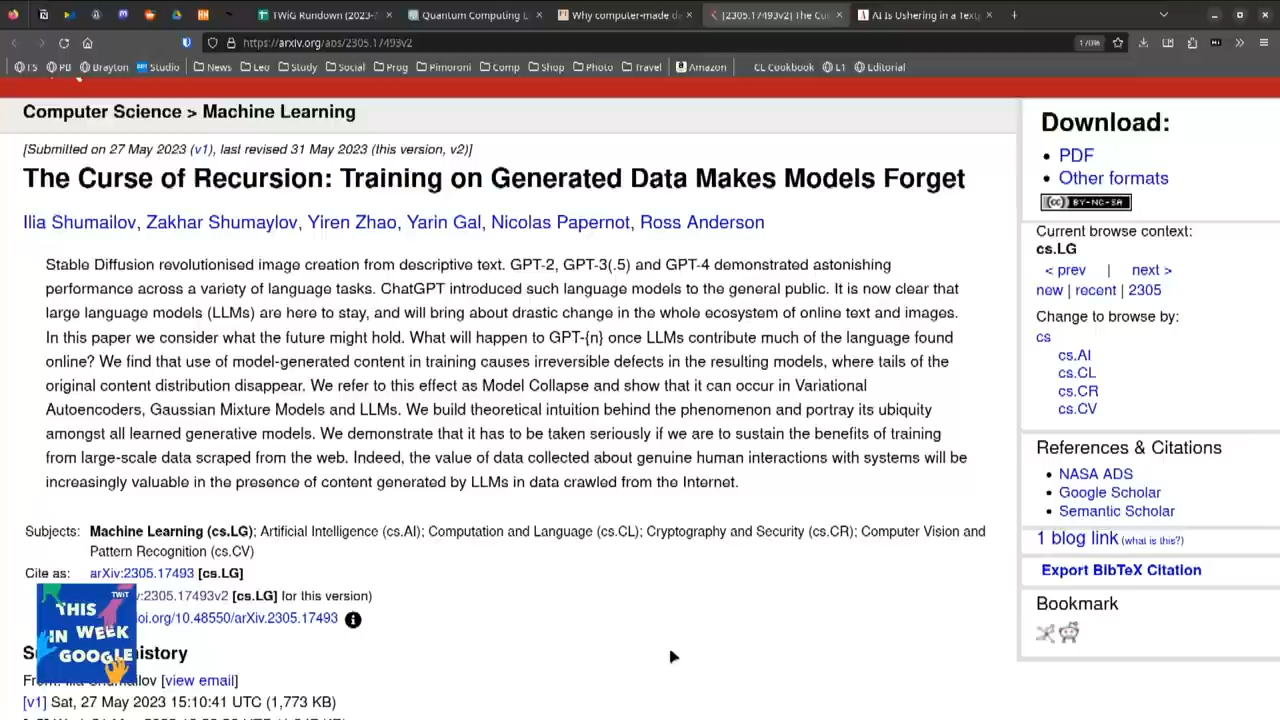 TWiG Rundown (2023-
Quantum Computing L
Why computer-made d
[2305.17493v2] The Cu
AI Is Ushering in a Text
https://arxiv.org/abs/2305.17493v2
170%
TS PB Brayton Studio News Leo Study Social Prog Pimoroni Comp Shop Photo Travel Amazon CL Cookbook L1 Editorial
Computer Science > Machine Learning
[Submitted on 27 May 2023 (v1), last revised 31 May 2023 (this version, v2)]
The Curse of Recursion: Training on Generated Data Makes Models Forget
Ilia Shumailov, Zakhar Shumaylov, Yiren Zhao, Yarin Gal, Nicolas Papernot, Ross Anderson
Stable Diffusion revolutionised image creation from descriptive text. GPT-2, GPT-3(.5) and GPT-4 demonstrated astonishing
performance across a variety of language tasks. ChatGPT introduced such language models to the general public. It is now clear that
large language models (LLMs) are here to stay, and will bring about drastic change in the whole ecosystem of online text and images.
In this paper we consider what the future might hold. What will happen to GPT-{n} once LLMs contribute much of the language found
online? We find that use of model-generated content in training causes irreversible defects in the resulting models, where tails of the
original content distribution disappear. We refer to this effect as Model Collapse and show that it can occur in Variational
Autoencoders, Gaussian Mixture Models and LLMs. We build theoretical intuition behind the phenomenon and portray its ubiquity
amongst all learned generative models. We demonstrate that it has to be taken seriously if we are to sustain the benefits of training
from large-scale data scraped from the web. Indeed, the value of data collected about genuine human interactions with systems will be
increasingly valuable in the presence of content generated by LLMs in data crawled from the Internet.
Subjects: Machine Learning (cs.LG); Artificial Intelligence (cs.AI); Computation and Language (cs.CL); Cryptography and Security (cs.CR); Computer Vision and
Pattern Recognition (cs.CV)
Cite as: arXiv:2305.17493 [cs.LG]
v:2305.17493v2 [cs.LG] for this version)
oi.org/10.48550/arXiv.2305.17493
TWiT
THIS
IN WEEK
GOOGLE
history
[view email]
[v1] Sat, 27 May 2023 15:10:41 UTC (1,773 KB)
Download:
PDF
Other formats
(cc) BY-NC-SA
Current browse context:
cs.LG
< prev | next >
new | recent | 2305
Change to browse by:
cs
cs.AI
cs.CL
cs.CR
cs.CV
References & Citations
NASA ADS
Google Scholar
Semantic Scholar
1 blog link (what is this?)
Export BibTeX Citation
Bookmark